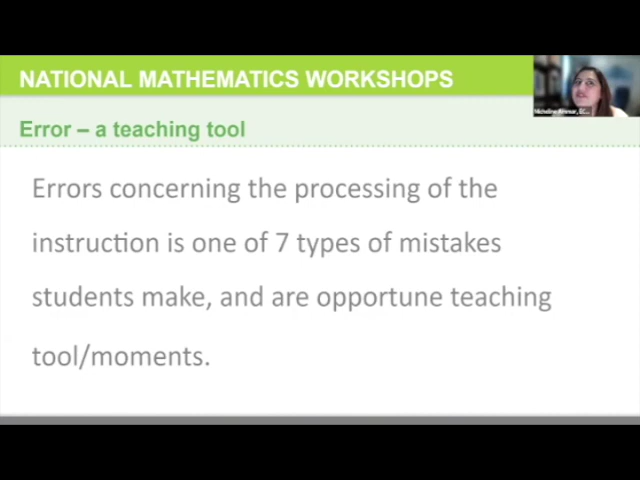 NATIONAL MATHEMATICS WORKSHOPS
Error – a teaching tool
Errors concerning the processing of the
instruction is one of 7 types of mistakes
students make, and are opportune teaching
tool/moments.